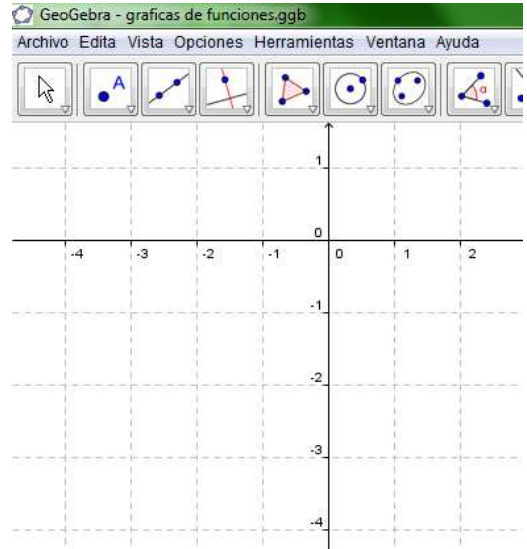 GeoGebra - graficas de funciones.ggb
Archivo Edita Vista Opciones Herramientas Ventana Ayuda
A
α
1
0
-4 -3 -2 -1 0 1 2
-1
-2
-3
-4